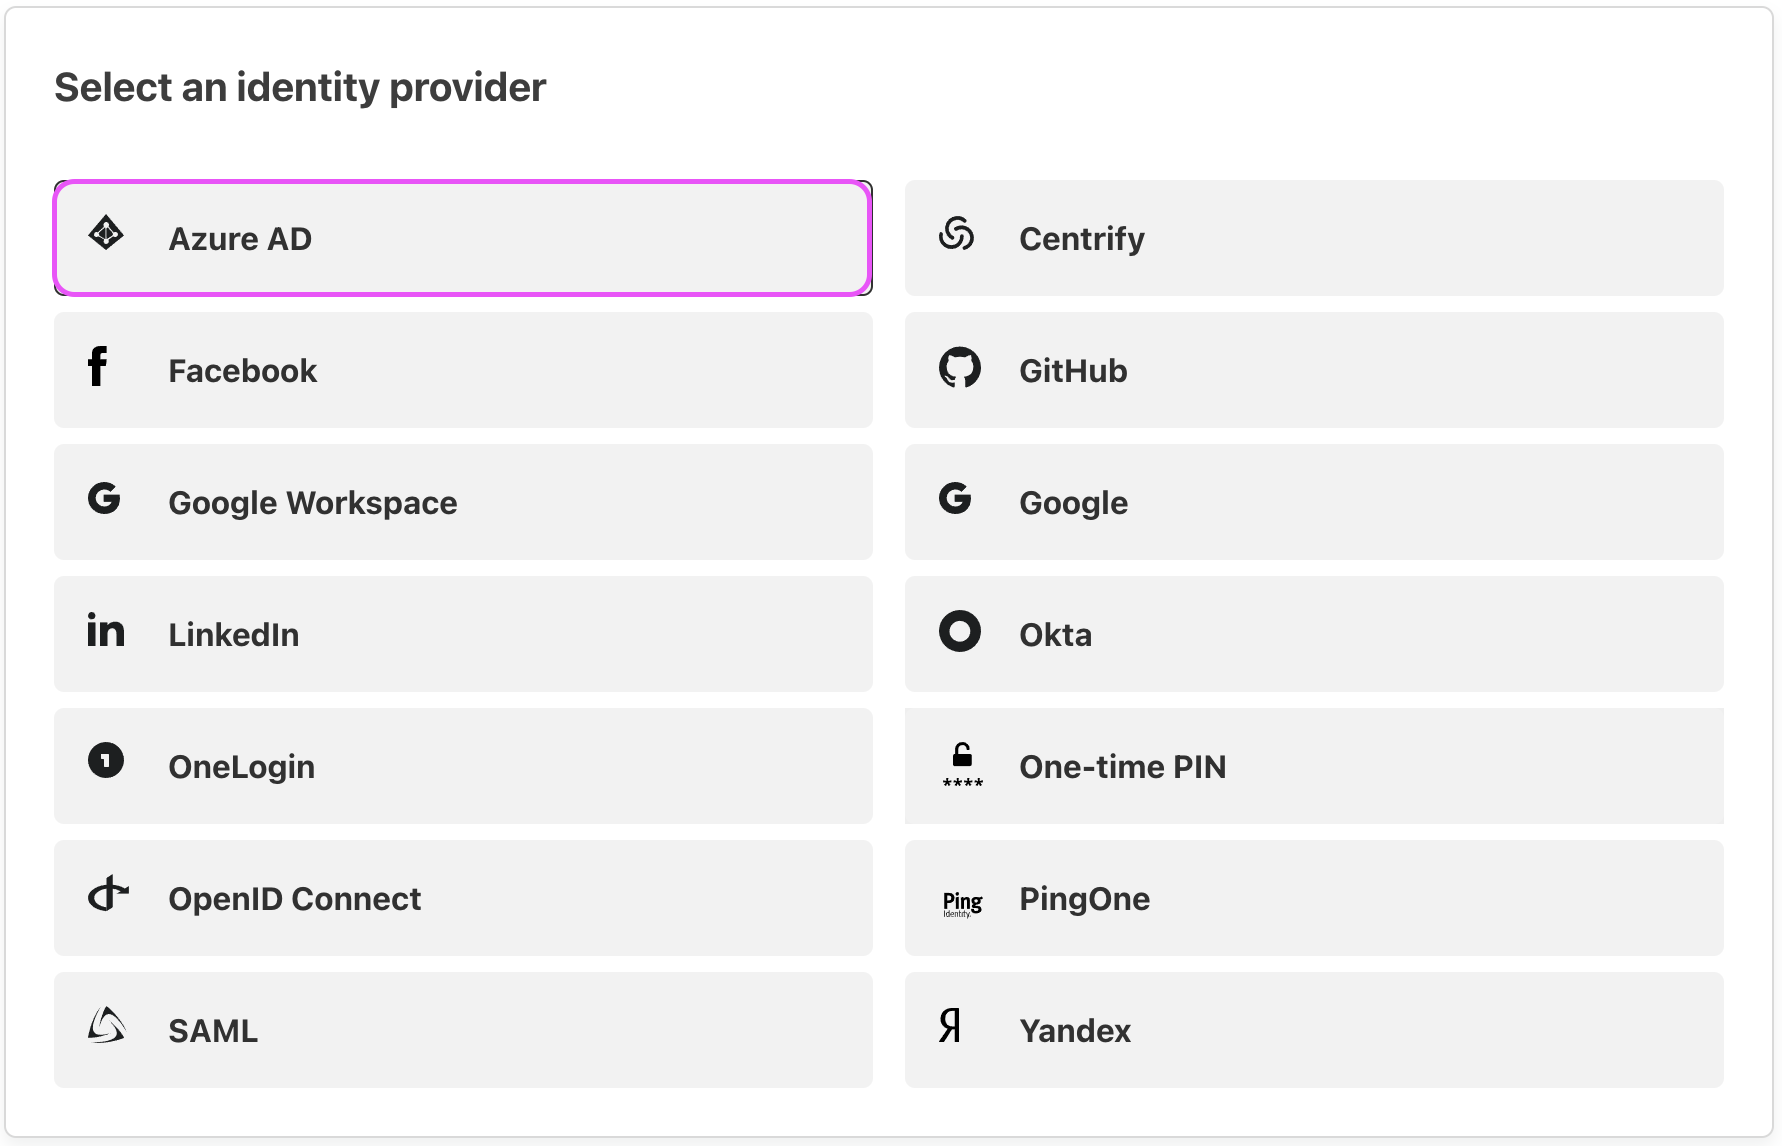 Select an identity provider
Azure AD
Centrify
Facebook
GitHub
Google Workspace
Google
LinkedIn
Okta
OneLogin
****
One-time PIN
OpenID Connect
Ping
Identity.
PingOne
SAML
Yandex